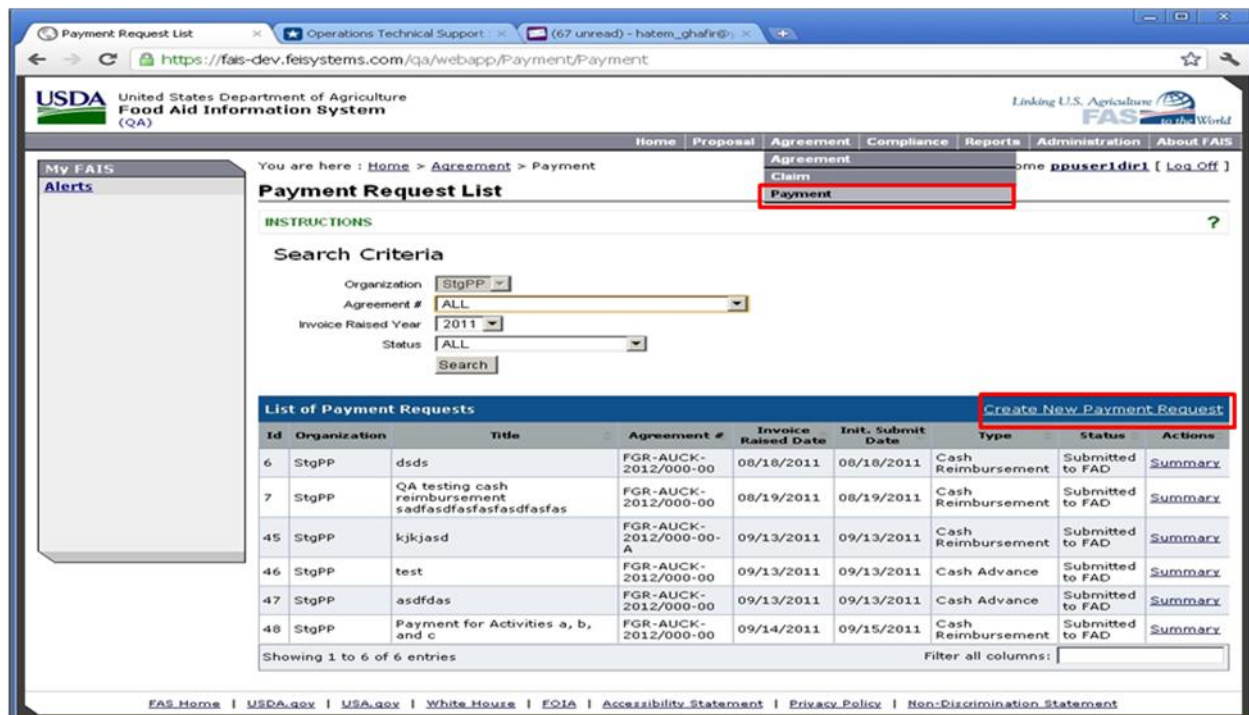 Payment Request List
Operations Technical Support
(67 unread) - hatem_ghafir@
https://fais-dev.feisystems.com/qa/webapp/Payment/Payment
USDA United States Department of Agriculture
Food Aid Information System
(QA)
Linking U.S. Agriculture
FAS to the World
Home Proposal Agreement Compliance Reports Administration About FAIS
Agreement
Claim
Payment
My FAIS
Alerts
You are here : Home > Agreement > Payment
ome ppuser1dir1 [ Log Off ]
Payment Request List
INSTRUCTIONS ?
Search Criteria
Organization StgPP
Agreement # ALL
Invoice Raised Year 2011
Status ALL
Search
List of Payment Requests Create New Payment Request
Id Organization Title Agreement # Invoice Raised Date Init. Submit Date Type Status Actions
6 StgPP dsds FGR-AUCK-2012/000-00 08/18/2011 08/18/2011 Cash Reimbursement Submitted to FAD Summary
7 StgPP QA testing cash reimbursement sadfasdfasfasfasdfasfas FGR-AUCK-2012/000-00 08/19/2011 08/19/2011 Cash Reimbursement Submitted to FAD Summary
45 StgPP kjkjasd FGR-AUCK-2012/000-00-A 09/13/2011 09/13/2011 Cash Reimbursement Submitted to FAD Summary
46 StgPP test FGR-AUCK-2012/000-00 09/13/2011 09/13/2011 Cash Advance Submitted to FAD Summary
47 StgPP asdfdas FGR-AUCK-2012/000-00 09/13/2011 09/13/2011 Cash Advance Submitted to FAD Summary
48 StgPP Payment for Activities a, b, and c FGR-AUCK-2012/000-00 09/14/2011 09/15/2011 Cash Reimbursement Submitted to FAD Summary
Showing 1 to 6 of 6 entries Filter all columns:
FAS Home | USDA.gov | USA.gov | White House | FOIA | Accessibility Statement | Privacy Policy | Non-Discrimination Statement